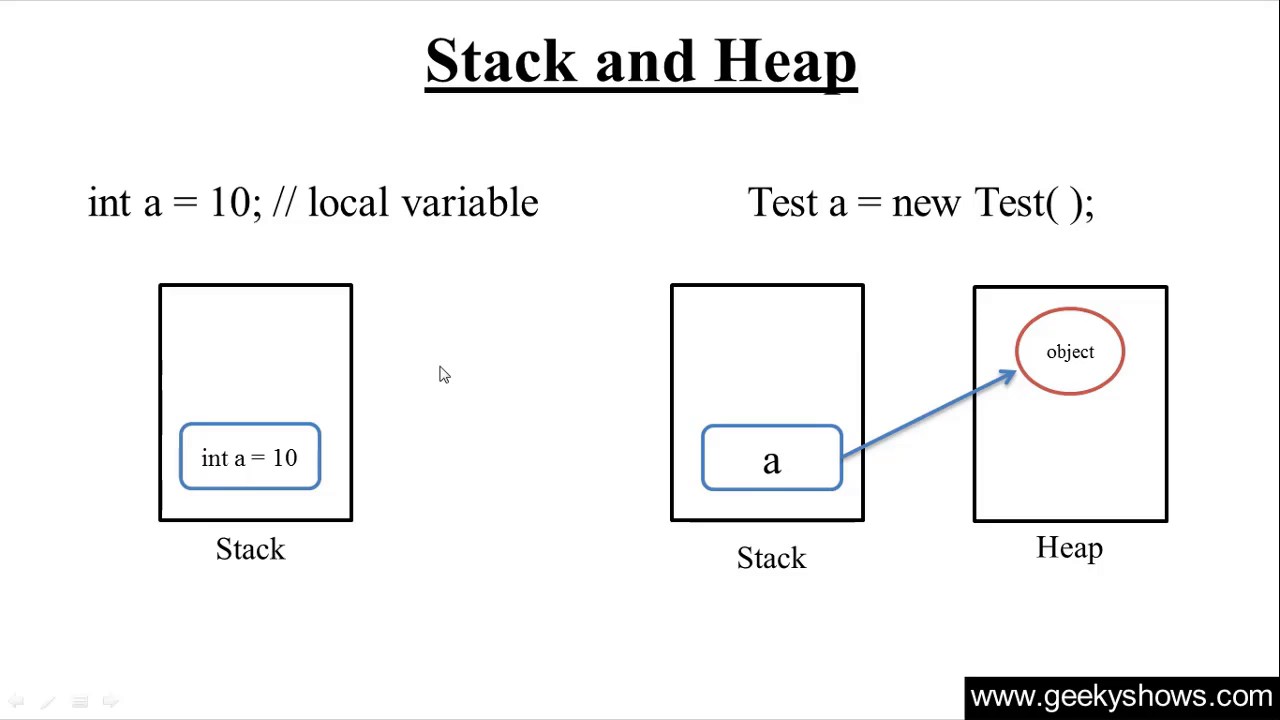 Stack and Heap
int a = 10; // local variable
Test a = new Test( );
int a = 10
Stack
a
Stack
object
Heap
www.geekyshows.com